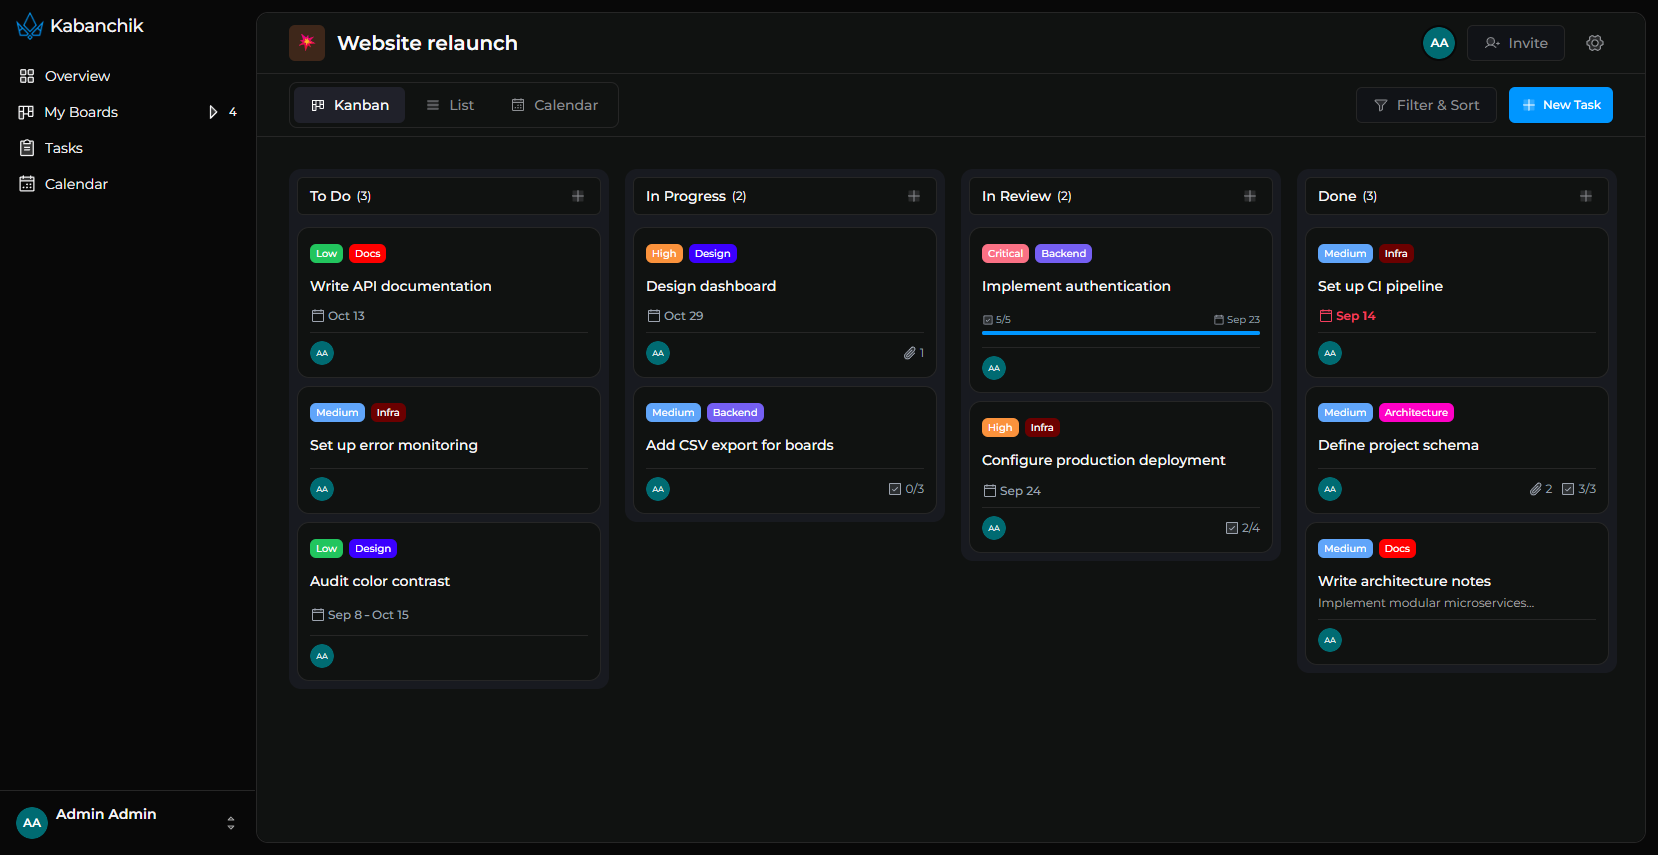 Kabanchik
Overview
My Boards 4
Tasks
Calendar
Website relaunch
AA Invite
Kanban List Calendar
Filter & Sort New Task
To Do (3)
Low Docs
Write API documentation
Oct 13
AA
Medium Infra
Set up error monitoring
AA
Low Design
Audit color contrast
Sep 8 - Oct 15
AA
In Progress (2)
High Design
Design dashboard
Oct 29
AA 1
Medium Backend
Add CSV export for boards
AA 0/3
In Review (2)
Critical Backend
Implement authentication
5/5 Sep 23
AA
High Infra
Configure production deployment
Sep 24
AA 2/4
Done (3)
Medium Infra
Set up CI pipeline
Sep 14
AA
Medium Architecture
Define project schema
AA 2 3/3
Medium Docs
Write architecture notes
Implement modular microservices...
AA
AA Admin Admin